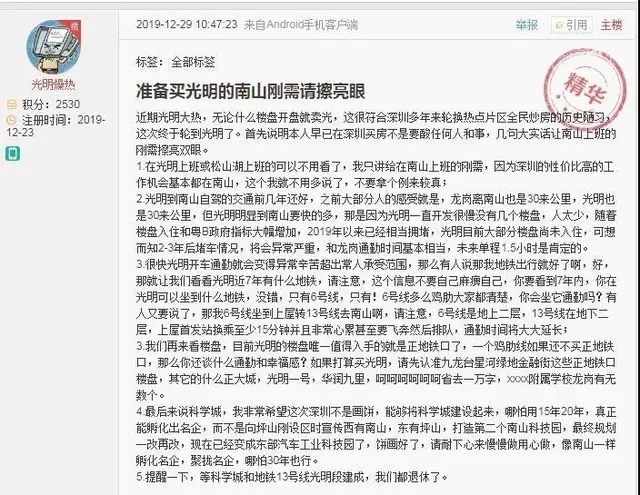 2019-12-29 10:47:23 来自Android手机客户端
举报 引用 楼主
楼
光明燥热
积分：2530
注册时间：2019-
12-23
标签： 全部标签
精华
准备买光明的南山刚需请擦亮眼
近期光明大热，无论什么楼盘开盘就卖光，这很符合深圳多年来轮换热点片区全民炒房的历史陋习，
这次终于轮到光明了。首先说明本人早已在深圳买房不是要酸任何人和事，几句大实话让南山上班的
刚需擦亮双眼。
1.在光明上班或松山湖上班的可以不用看了，我只讲给在南山上班的刚需，因为深圳的性价比高的工
作机会基本都在南山，这个我就不用多说了，不要拿个例来较真；
2.光明到南山自驾的交通前几年还好，之前大部分人的感受就是，龙岗离南山也是30来公里，光明也
是30来公里，但光明明显到南山要快的多，那是因为光明一直开发很慢没有几个楼盘，人太少，随着
楼盘入住和粤B政府指标大幅增加，2019年以来已经相当拥堵，光明目前大部分楼盘尚未入住，可想
而知2-3年后堵车情况，将会异常严重，和龙岗通勤时间基本相当，未来单程1.5小时是肯定的。
3.很快光明开车通勤就会变得异常辛苦超出常人承受范围，那么有人说那我地铁出行就好了啊，好，
那就让我们看看光明近7年有什么地铁，请注意，这个信息不要自己麻痹自己，你要看到7年内，你在
光明可以坐到什么地铁，没错，只有6号线，只有！6号线多么鸡肋大家都清楚，你会坐它通勤吗？有
人又要说了，那我6号线坐到上屋转13号线去南山啊，请注意，6号线是地上二层，13号线在地下二
层，上屋首发站换乘至少15分钟并且非常心累甚至要飞奔然后排队，通勤时间将大大延长；
3.我们再来看楼盘，目前光明的楼盘唯一值得入手的就是正地铁口了，一个鸡肋线如果还不买正地铁
口，那么你还谈什么通勤和幸福感？如果打算买光明，请先认准九龙台星河绿地金融街这些正地铁口
楼盘，其它的什么正大城，光明一号，华润九里，呵呵呵呵呵呵省去一万字，xxxx附属学校龙岗有无
数个。
4.最后来说科学城，我非常希望这次深圳不是画饼，能够将科学城建设起来，哪怕用15年20年，真正
能孵化出名企，而不是向坪山刚设区时宣传西有南山，东有坪山，打造第二个南山科技园，最终规划
一改再改，现在已经变成东部汽车工业科技园了，饼画好了，请耐下心来慢慢做用心做，像南山一样
孵化名企，聚拢名企，哪怕30年也行。
5.提醒一下，等科学城和地铁13号线光明段建成，我们都退休了。